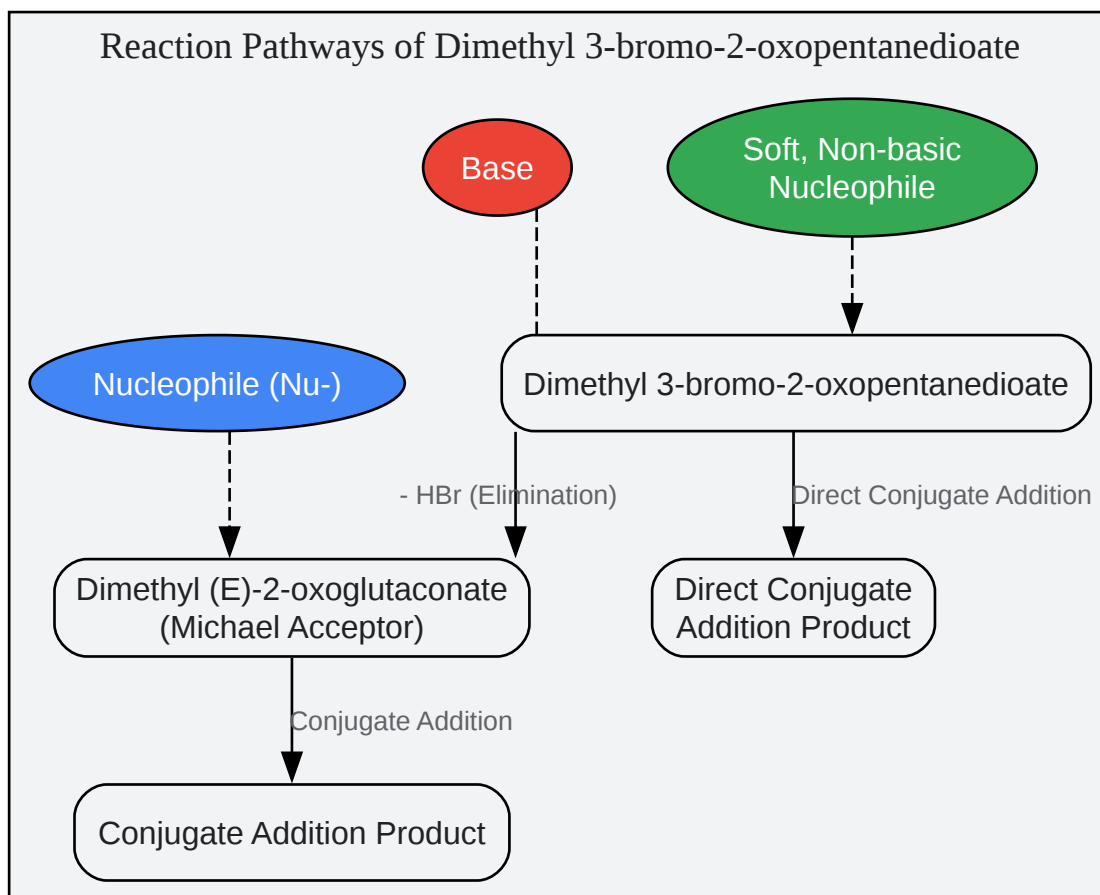 Reaction Pathways of Dimethyl 3-bromo-2-oxopentanedioate
Base
Soft, Non-basic
Nucleophile
Nucleophile (Nu-)
Dimethyl 3-bromo-2-oxopentanedioate
- HBr (Elimination)
Direct Conjugate Addition
Dimethyl (E)-2-oxoglutaconate
(Michael Acceptor)
Direct Conjugate
Addition Product
Conjugate Addition
Conjugate Addition Product